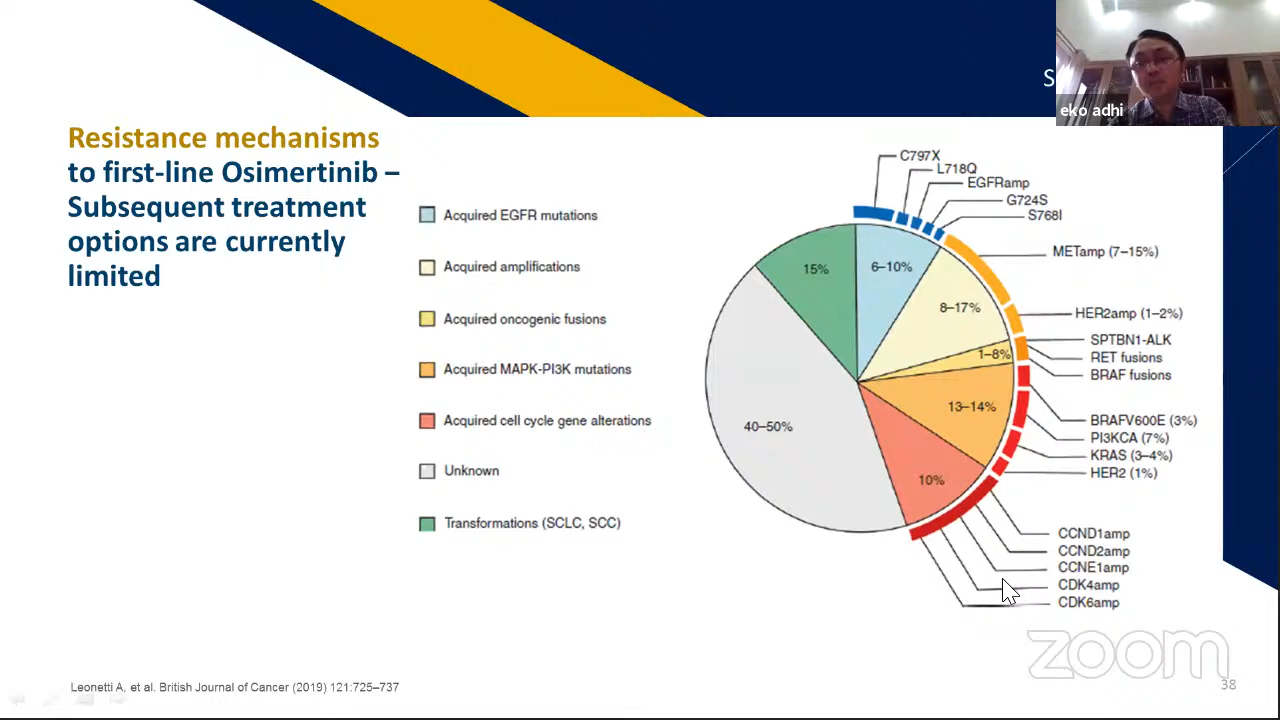 S
eko adhi
Resistance mechanisms
to first-line Osimertinib –
Subsequent treatment
options are currently
limited
Acquired EGFR mutations
Acquired amplifications
Acquired oncogenic fusions
Acquired MAPK-PI3K mutations
Acquired cell cycle gene alterations
Unknown
Transformations (SCLC, SCC)
15%
6–10%
8–17%
1–8%
13–14%
10%
40–50%
C797X
L718Q
EGFRamp
G724S
S768I
METamp (7–15%)
HER2amp (1–2%)
SPTBN1-ALK
RET fusions
BRAF fusions
BRAFV600E (3%)
PI3KCA (7%)
KRAS (3–4%)
HER2 (1%)
CCND1amp
CCND2amp
CCNE1amp
CDK4amp
CDK6amp
zoom
Leonetti A, et al. British Journal of Cancer (2019) 121:725–737
38